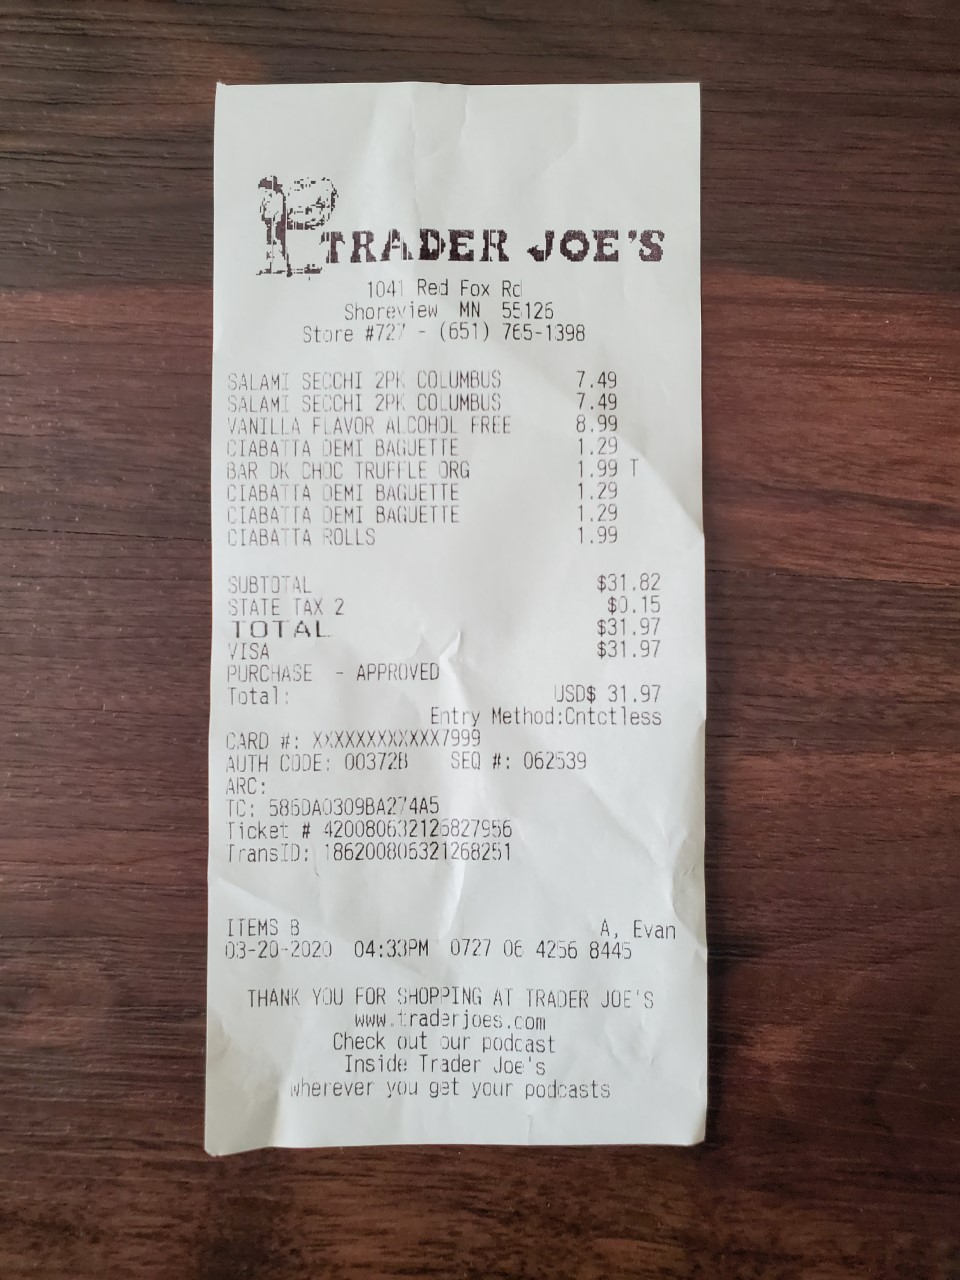 TRADER JOE'S
1041 Red Fox Rd
Shoreview MN 55126
Store #727 - (651) 765-1398
SALAMI SECCHI 2PK COLUMBUS 7.49
SALAMI SECCHI 2PK COLUMBUS 7.49
VANILLA FLAVOR ALCOHOL FREE 8.99
CIABATTA DEMI BAGUETTE 1.29
BAR DK CHOC TRUFFLE ORG 1.99 T
CIABATTA DEMI BAGUETTE 1.29
CIABATTA DEMI BAGUETTE 1.29
CIABATTA ROLLS 1.99
SUBTOTAL $31.82
STATE TAX 2 $0.15
TOTAL $31.97
VISA $31.97
PURCHASE - APPROVED
Total: USD$ 31.97
Entry Method:Cntctless
CARD #: XXXXXXXXXXXX7999
AUTH CODE: 00372B SEQ #: 062539
ARC:
TC: 586DA0309BA274A5
Ticket # 420080632126827956
TransID: 186200806321268251
ITEMS 8 A, Evan
03-20-2020 04:33PM 0727 06 4256 8445
THANK YOU FOR SHOPPING AT TRADER JOE'S
www.traderjoes.com
Check out our podcast
Inside Trader Joe's
wherever you get your podcasts